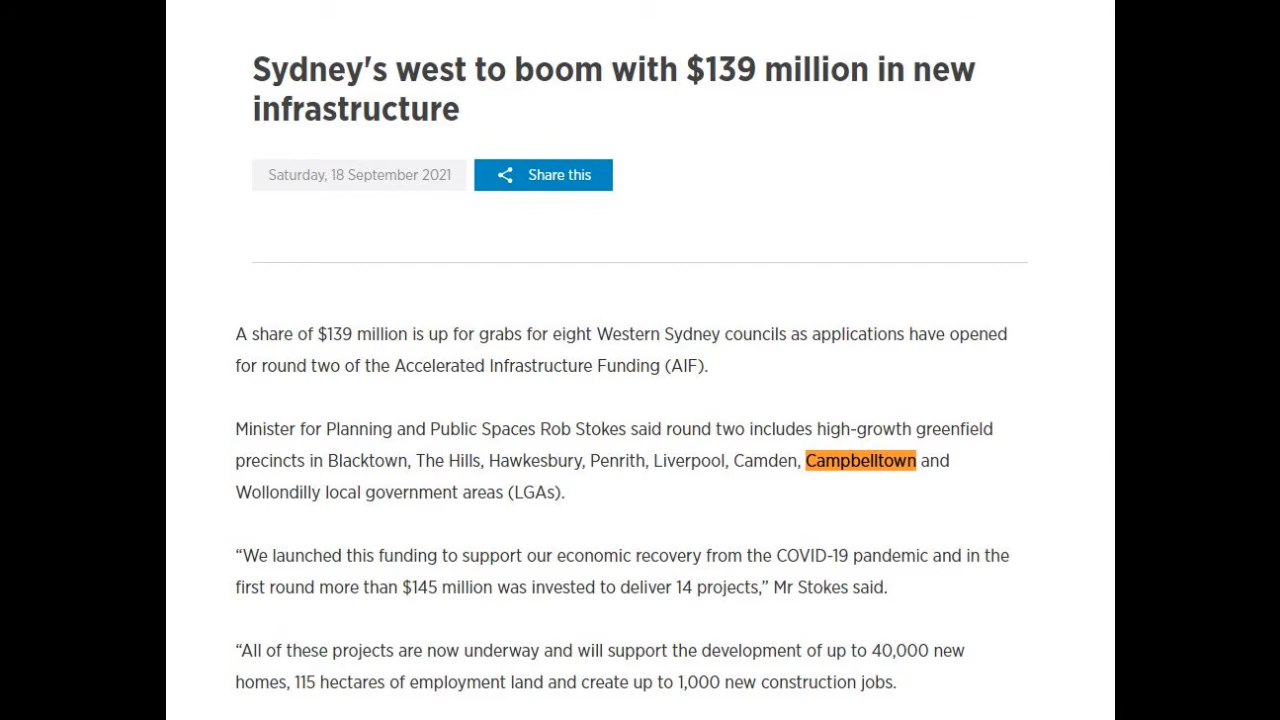 Sydney's west to boom with $139 million in new
infrastructure
Saturday, 18 September 2021
Share this
A share of $139 million is up for grabs for eight Western Sydney councils as applications have opened
for round two of the Accelerated Infrastructure Funding (AIF).
Minister for Planning and Public Spaces Rob Stokes said round two includes high-growth greenfield
precincts in Blacktown, The Hills, Hawkesbury, Penrith, Liverpool, Camden, Campbelltown and
Wollondilly local government areas (LGAs).
“We launched this funding to support our economic recovery from the COVID-19 pandemic and in the
first round more than $145 million was invested to deliver 14 projects,” Mr Stokes said.
“All of these projects are now underway and will support the development of up to 40,000 new
homes, 115 hectares of employment land and create up to 1,000 new construction jobs.